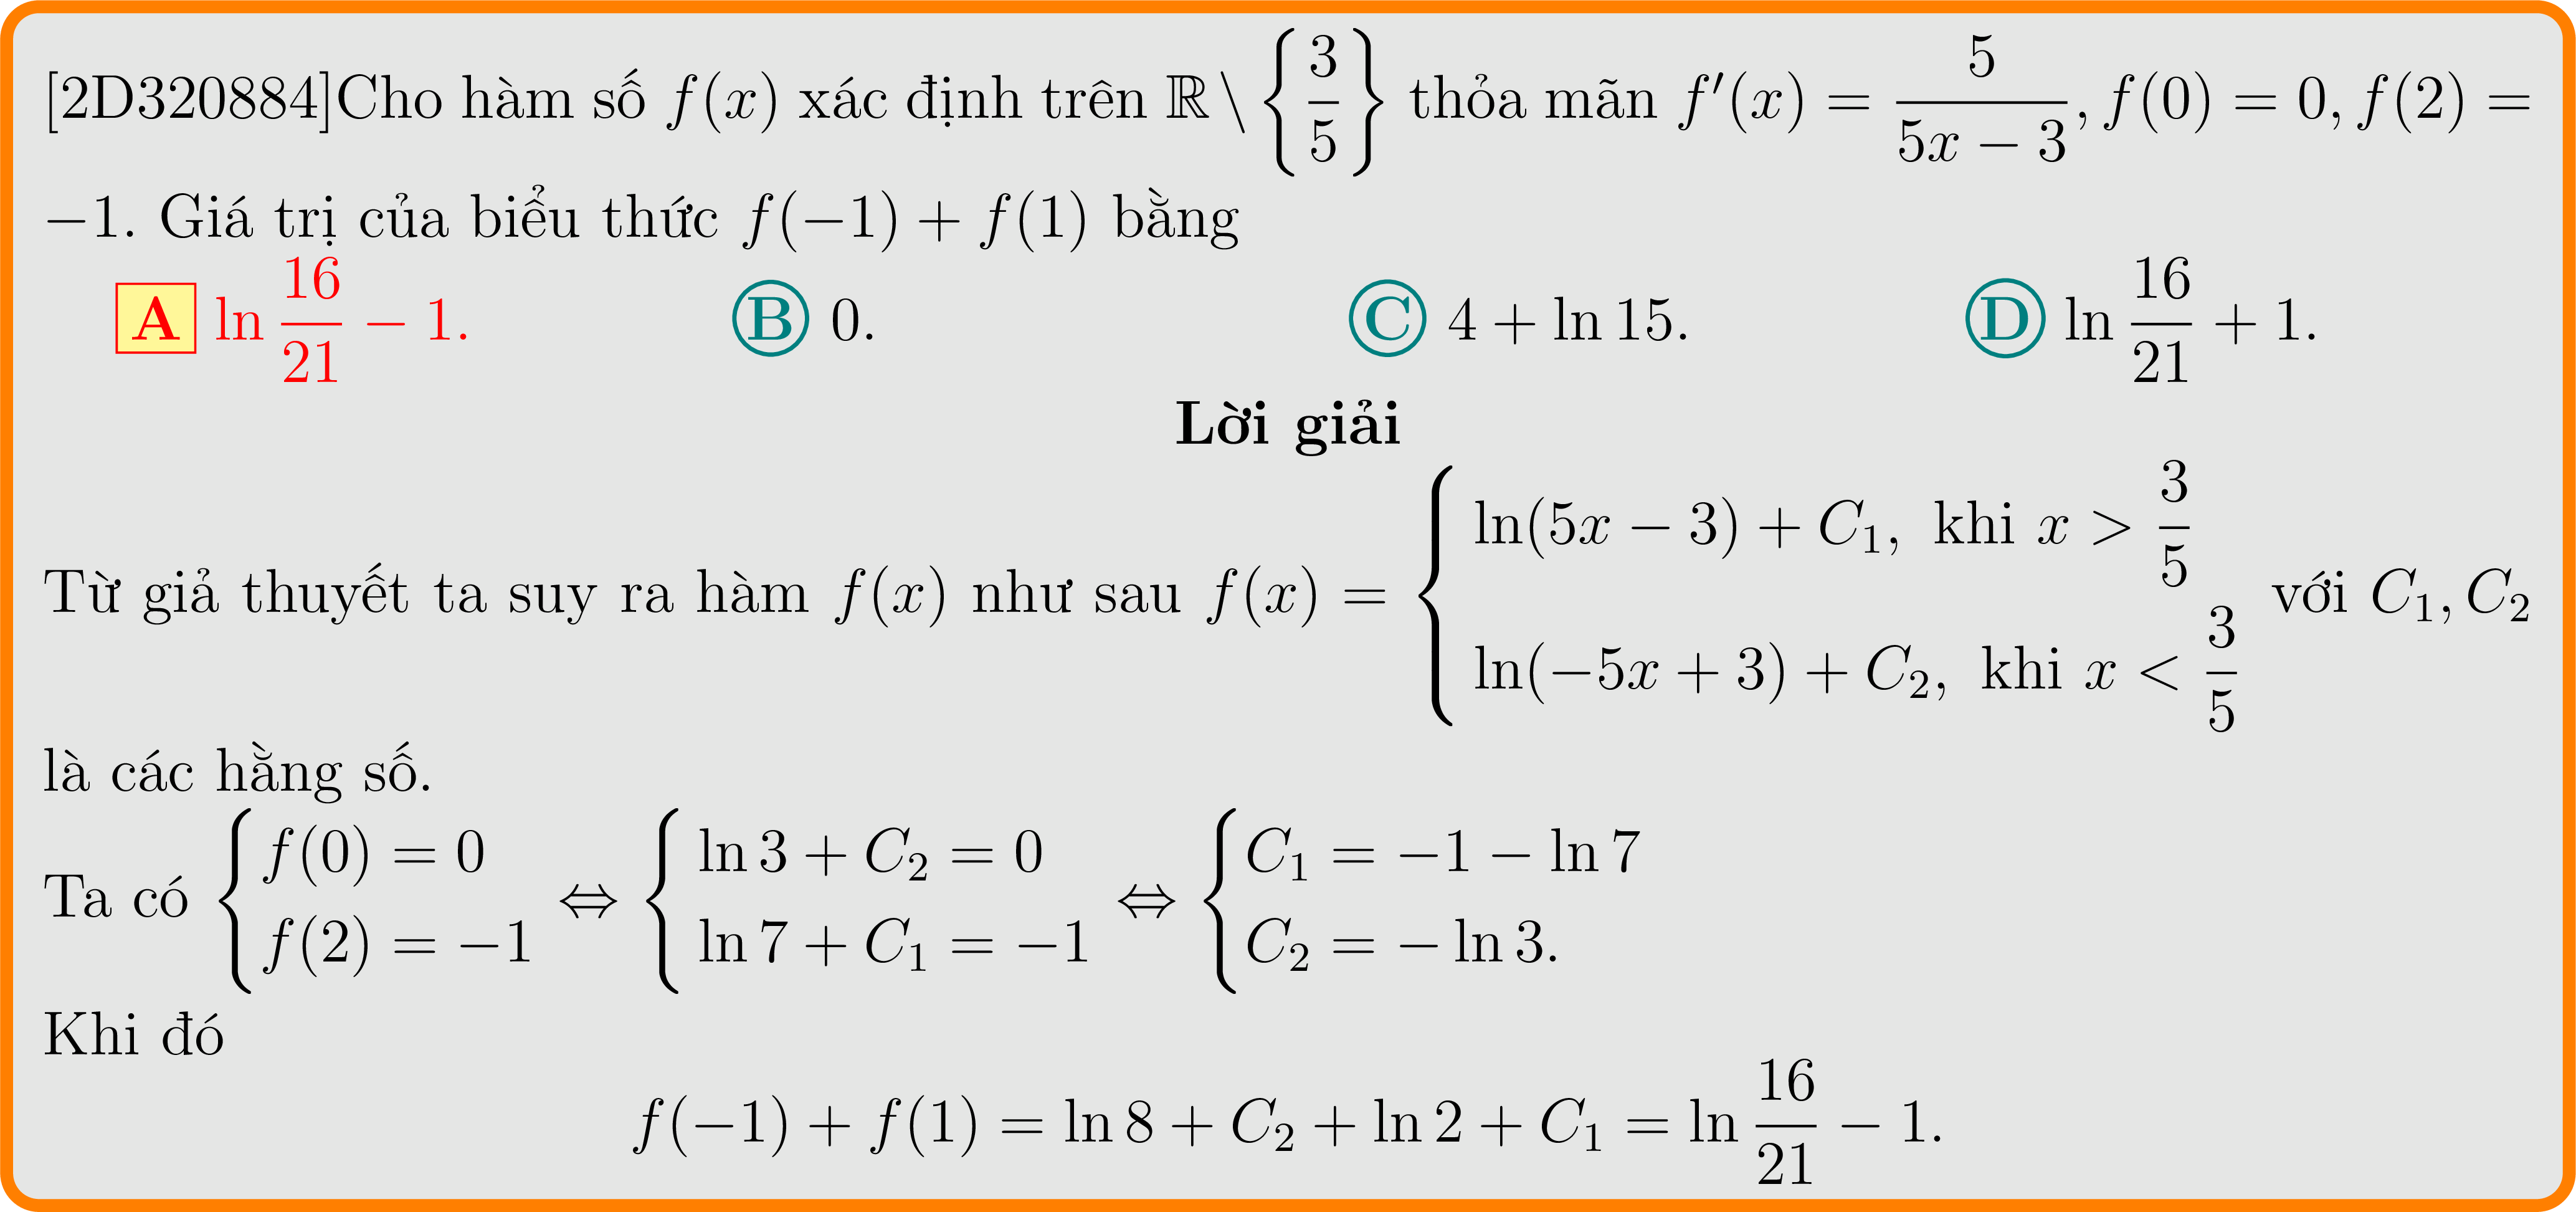 [2D320884]Cho hàm số f(x) xác định trên ℝ \ {3/5} thỏa mãn f′(x) = 5/(5x − 3), f(0) = 0, f(2) =
−1. Giá trị của biểu thức f(−1) + f(1) bằng
A ln 16/21 − 1. B 0. C 4 + ln 15. D ln 16/21 + 1.
Lời giải
Từ giả thuyết ta suy ra hàm f(x) như sau f(x) = { ln(5x − 3) + C₁, khi x > 3/5 ; ln(−5x + 3) + C₂, khi x < 3/5 với C₁, C₂
là các hằng số.
Ta có { f(0) = 0 ; f(2) = −1 ⇔ { ln 3 + C₂ = 0 ; ln 7 + C₁ = −1 ⇔ { C₁ = −1 − ln 7 ; C₂ = − ln 3.
Khi đó
f(−1) + f(1) = ln 8 + C₂ + ln 2 + C₁ = ln 16/21 − 1.